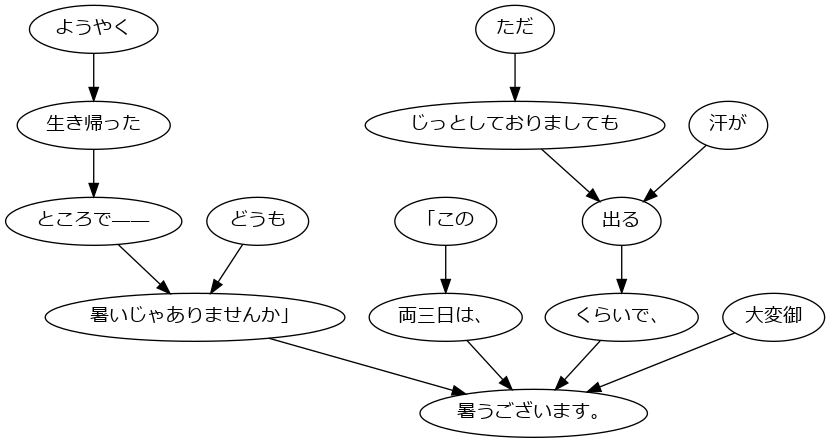 ようやく
ただ
生き帰った
じっとしておりましても
汗が
ところで――
どうも
「この
出る
暑いじゃありませんか」
両三日は、
くらいで、
大変御
暑うございます。